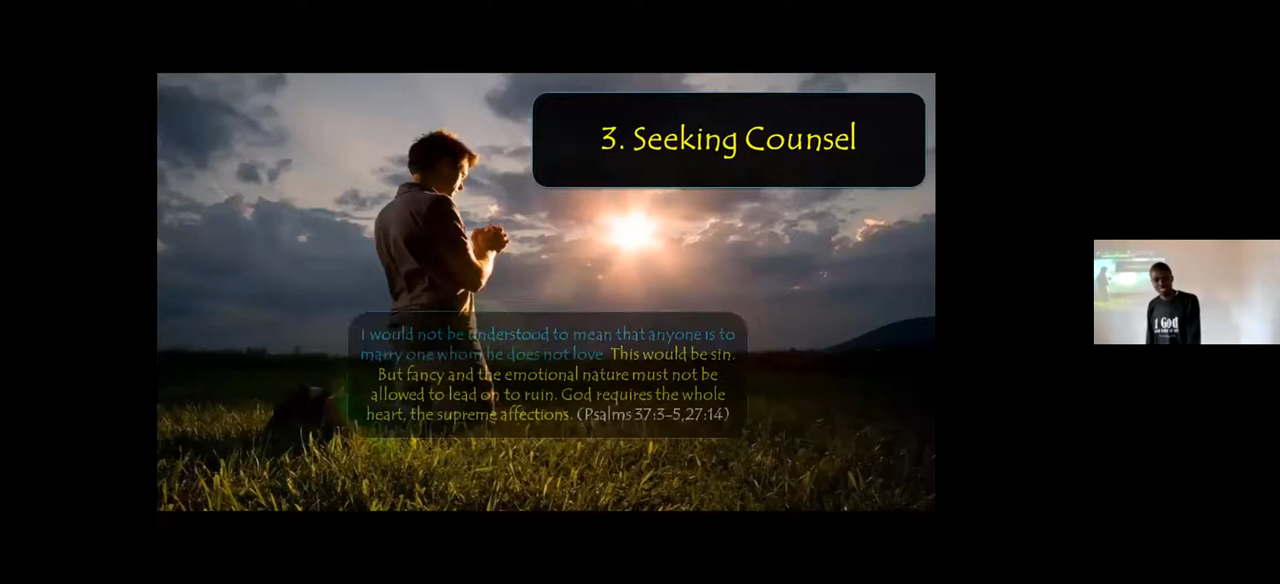 3. Seeking Counsel
I would not be understood to mean that anyone is to
marry one whom he does not love. This would be sin.
But fancy and the emotional nature must not be
allowed to lead on to ruin. God requires the whole
heart, the supreme affections. (Psalms 37:3-5,27:14)
I God